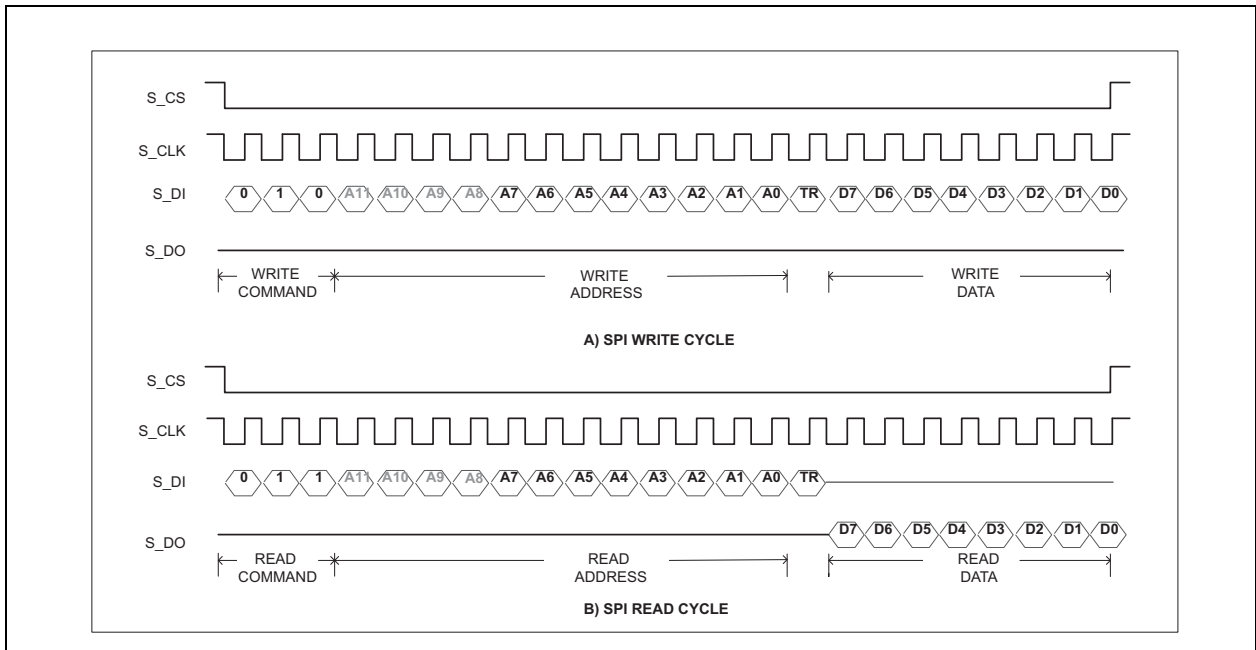 S_CS
S_CLK
S_DI 0 1 0 A11 A10 A9 A8 A7 A6 A5 A4 A3 A2 A1 A0 TR D7 D6 D5 D4 D3 D2 D1 D0
S_DO
WRITE WRITE WRITE
COMMAND ADDRESS DATA
A) SPI WRITE CYCLE
S_CS
S_CLK
S_DI 0 1 1 A11 A10 A9 A8 A7 A6 A5 A4 A3 A2 A1 A0 TR
S_DO D7 D6 D5 D4 D3 D2 D1 D0
READ READ READ
COMMAND ADDRESS DATA
B) SPI READ CYCLE